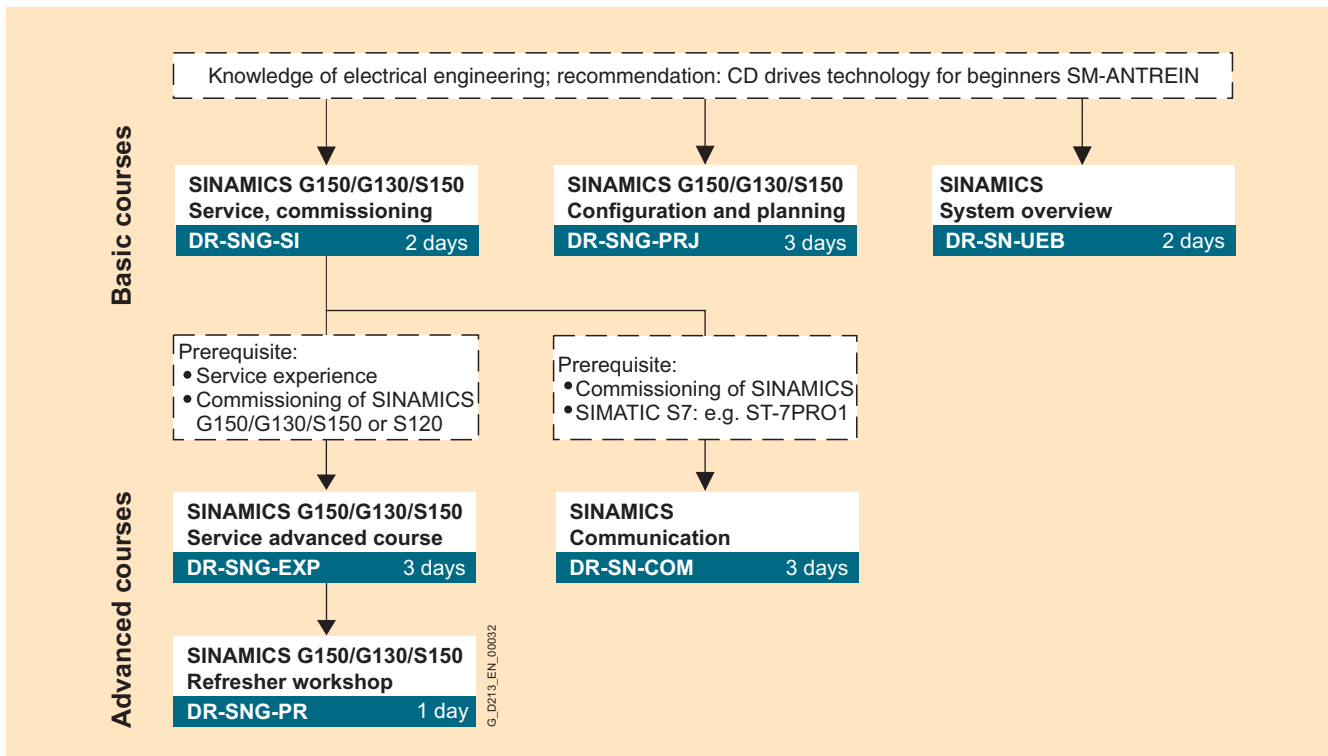 Knowledge of electrical engineering; recommendation: CD drives technology for beginners SM-ANTREIN
Basic courses
SINAMICS G150/G130/S150
Service, commissioning
DR-SNG-SI 2 days
SINAMICS G150/G130/S150
Configuration and planning
DR-SNG-PRJ 3 days
SINAMICS
System overview
DR-SN-UEB 2 days
Prerequisite:
• Service experience
• Commissioning of SINAMICS
G150/G130/S150 or S120
Prerequisite:
• Commissioning of SINAMICS
• SIMATIC S7: e.g. ST-7PRO1
Advanced courses
SINAMICS G150/G130/S150
Service advanced course
DR-SNG-EXP 3 days
SINAMICS
Communication
DR-SN-COM 3 days
SINAMICS G150/G130/S150
Refresher workshop
DR-SNG-PR 1 day
G_D213_EN_00032